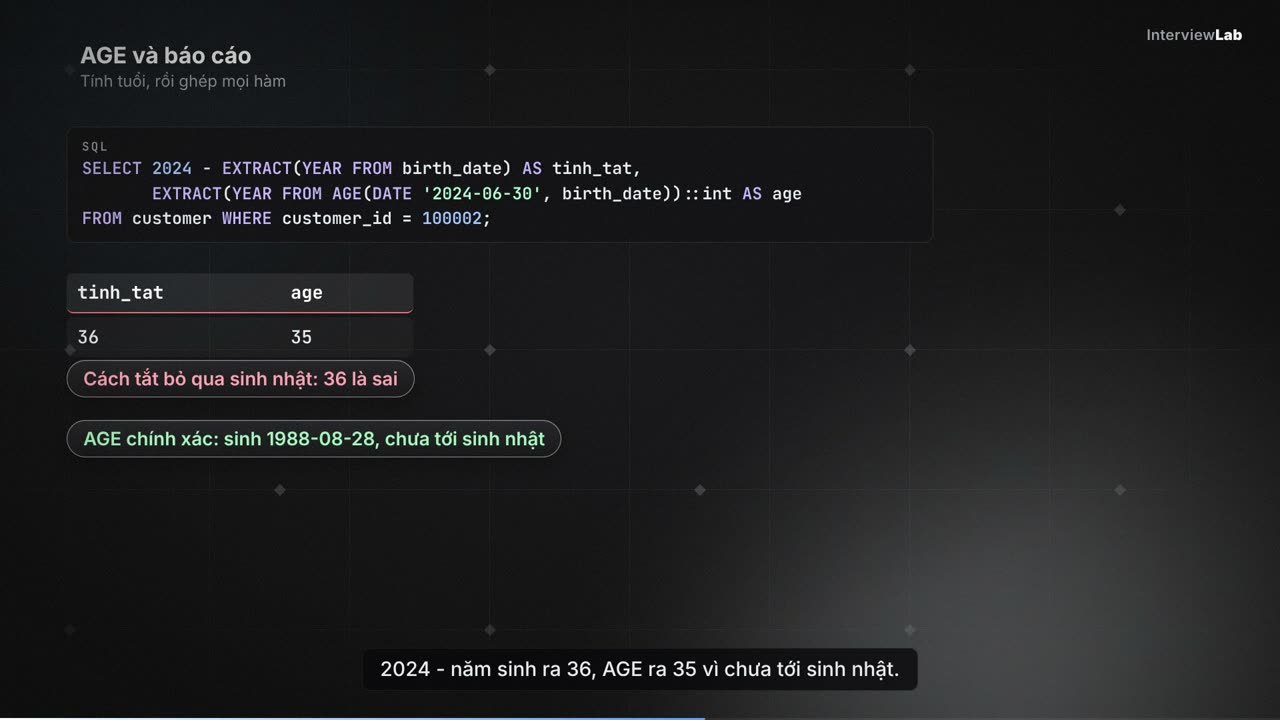 AGE và báo cáo
InterviewLab
Tính tuổi, rồi ghép mọi hàm
SQL
SELECT 2024 - EXTRACT(YEAR FROM birth_date) AS tinh_tat,
EXTRACT(YEAR FROM AGE(DATE '2024-06-30', birth_date))::int AS age
FROM customer WHERE customer_id = 100002;
tinh_tat age
36 35
Cách tắt bỏ qua sinh nhật: 36 là sai
AGE chính xác: sinh 1988-08-28, chưa tới sinh nhật
2024 - năm sinh ra 36, AGE ra 35 vì chưa tới sinh nhật.